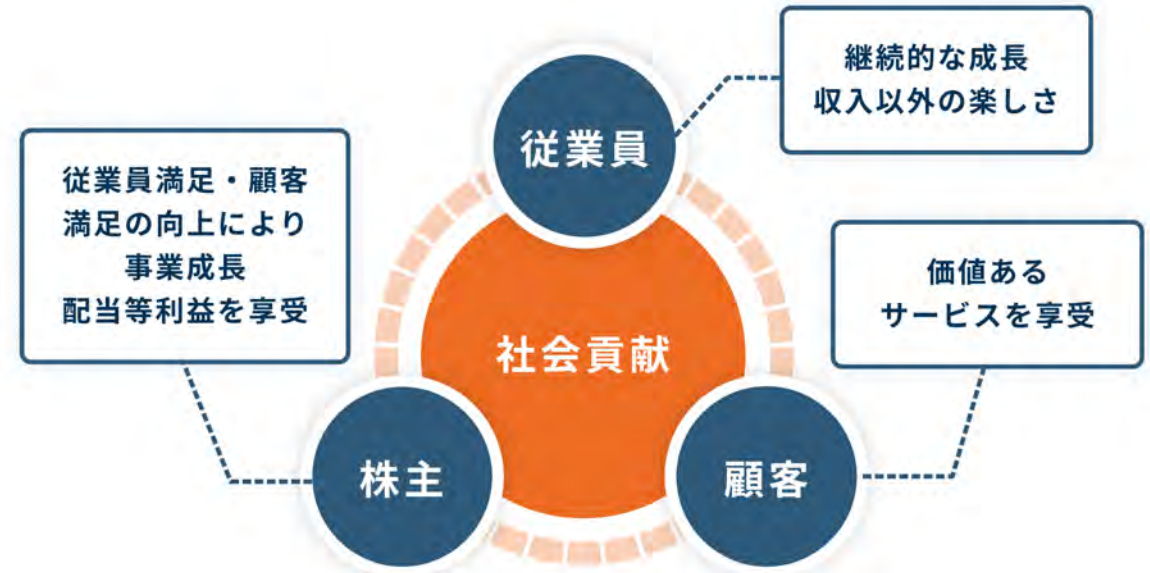 継続的な成長
収入以外の楽しさ
従業員
従業員満足・顧客
満足の向上により
事業成長
配当等利益を享受
価値ある
サービスを享受
社会貢献
株主
顧客